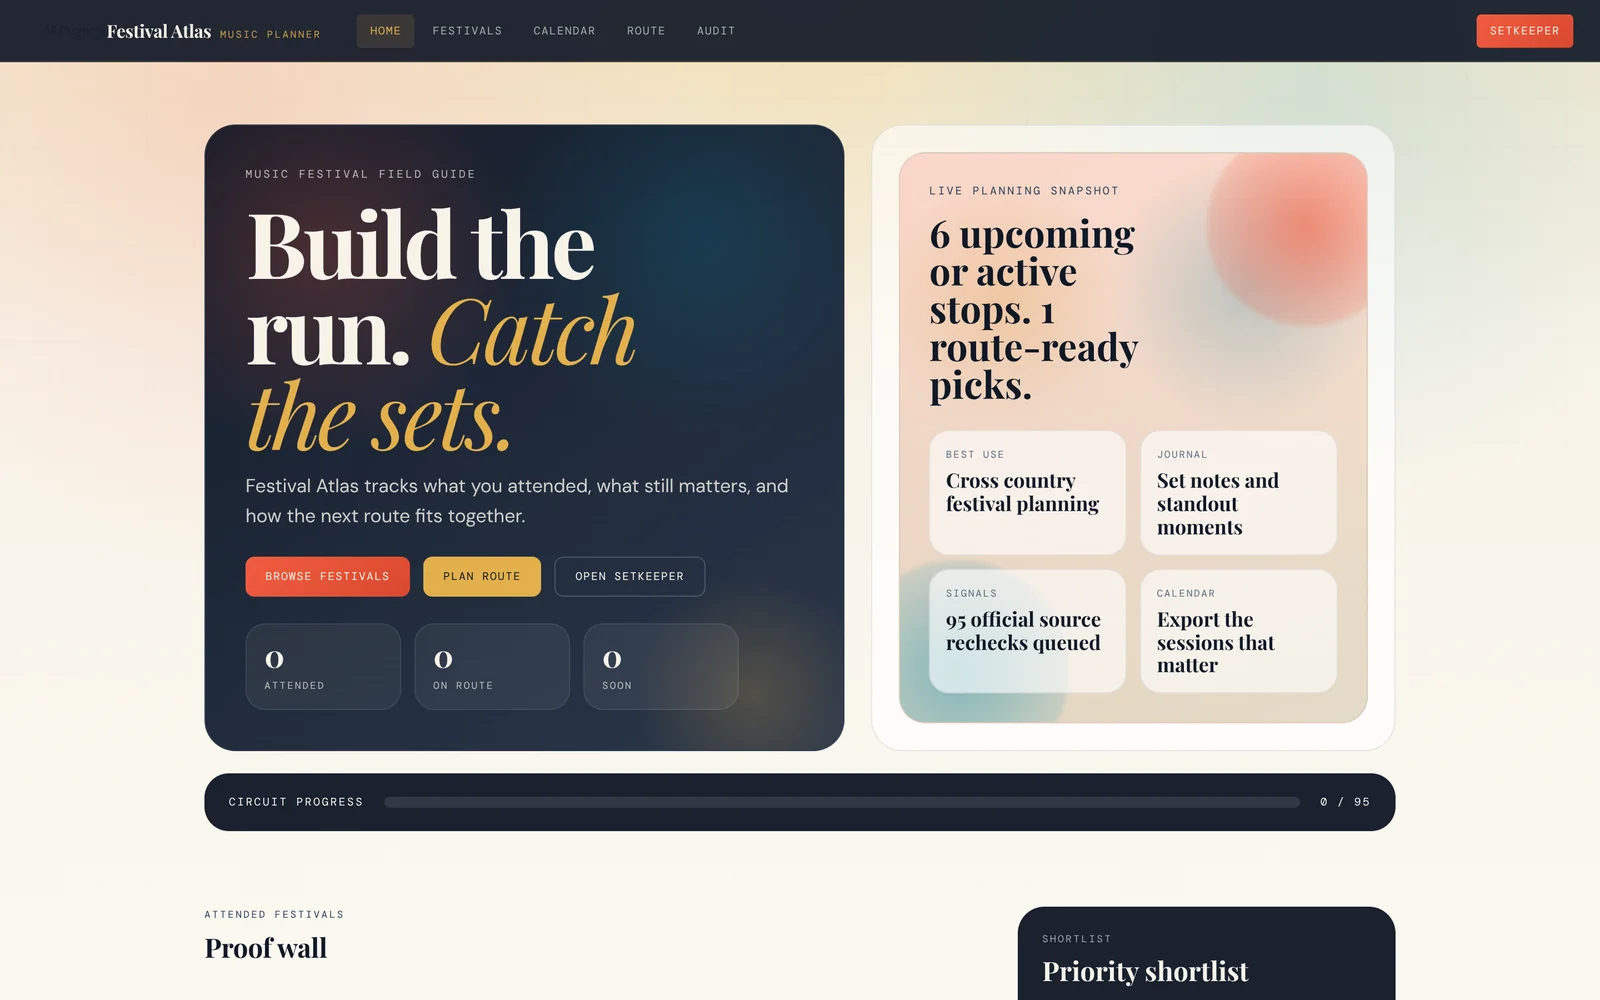 Festival Atlas MUSIC PLANNER HOME FESTIVALS CALENDAR ROUTE AUDIT SETKEEPER
MUSIC FESTIVAL FIELD GUIDE
Build the
run. Catch
the sets.
Festival Atlas tracks what you attended, what still matters, and
how the next route fits together.
BROWSE FESTIVALS PLAN ROUTE OPEN SETKEEPER
0 0 0
ATTENDED ON ROUTE SOON
LIVE PLANNING SNAPSHOT
6 upcoming
or active
stops. 1
route-ready
picks.
BEST USE
Cross country
festival planning
JOURNAL
Set notes and
standout
moments
SIGNALS
95 official source
rechecks queued
CALENDAR
Export the
sessions that
matter
CIRCUIT PROGRESS 0 / 95
ATTENDED FESTIVALS
Proof wall
SHORTLIST
Priority shortlist